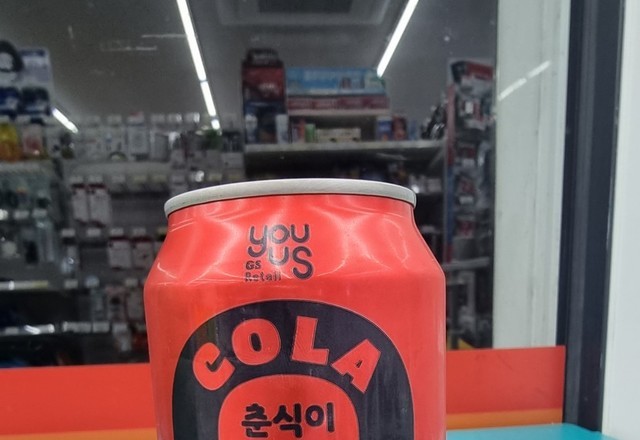 you
us
GS
Retail
COLA
춘식이